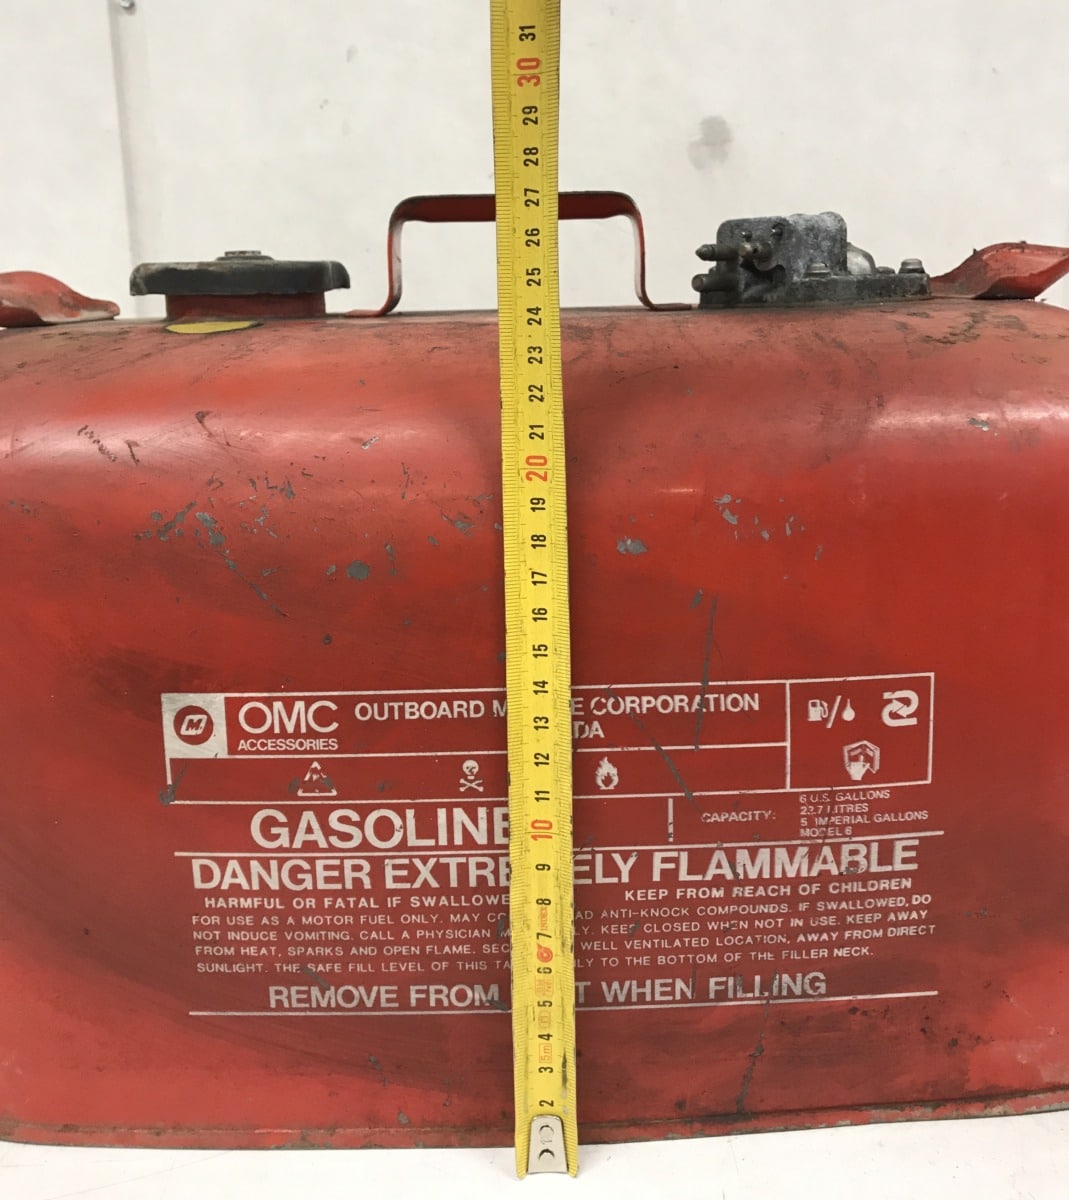 31
30
29
28
27
26
25
24
23
22
21
20
19
18
17
16
15
14
13
12
11
10
9
8
7
6
5
4
3
2
5m
M
OMC
ACCESSORIES
OUTBOARD M E CORPORATION
DA
GASOLINE
CAPACITY:
6 U.S. GALLONS
23.7 LITRES
5 IMPERIAL GALLONS
MODEL 6
DANGER EXTRE ELY FLAMMABLE
HARMFUL OR FATAL IF SWALLOWE KEEP FROM REACH OF CHILDREN
FOR USE AS A MOTOR FUEL ONLY. MAY CO AD ANTI-KNOCK COMPOUNDS. IF SWALLOWED, DO
NOT INDUCE VOMITING. CALL A PHYSICIAN M LY. KEEP CLOSED WHEN NOT IN USE. KEEP AWAY
FROM HEAT, SPARKS AND OPEN FLAME. SEC WELL VENTILATED LOCATION, AWAY FROM DIRECT
SUNLIGHT. THE SAFE FILL LEVEL OF THIS TA LY TO THE BOTTOM OF THE FILLER NECK.
REMOVE FROM T WHEN FILLING